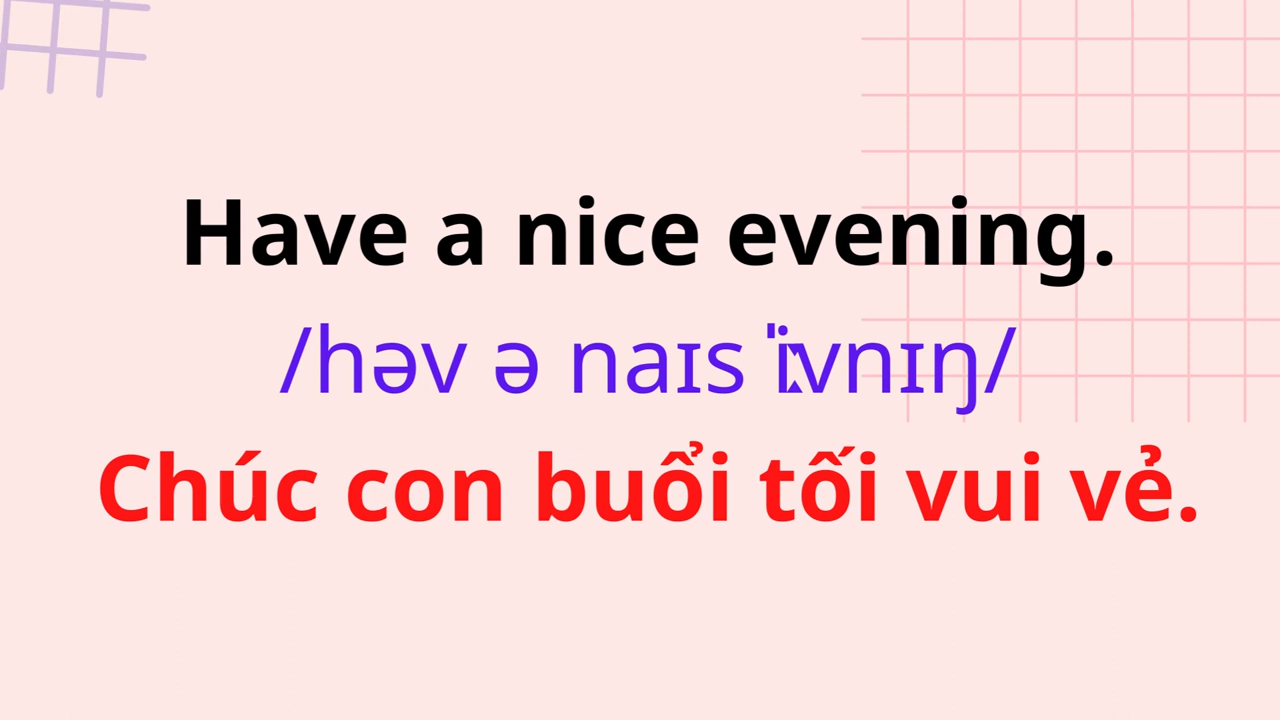 Have a nice evening.
/həv ə naɪs ˈiːvnɪŋ/
Chúc con buổi tối vui vẻ.